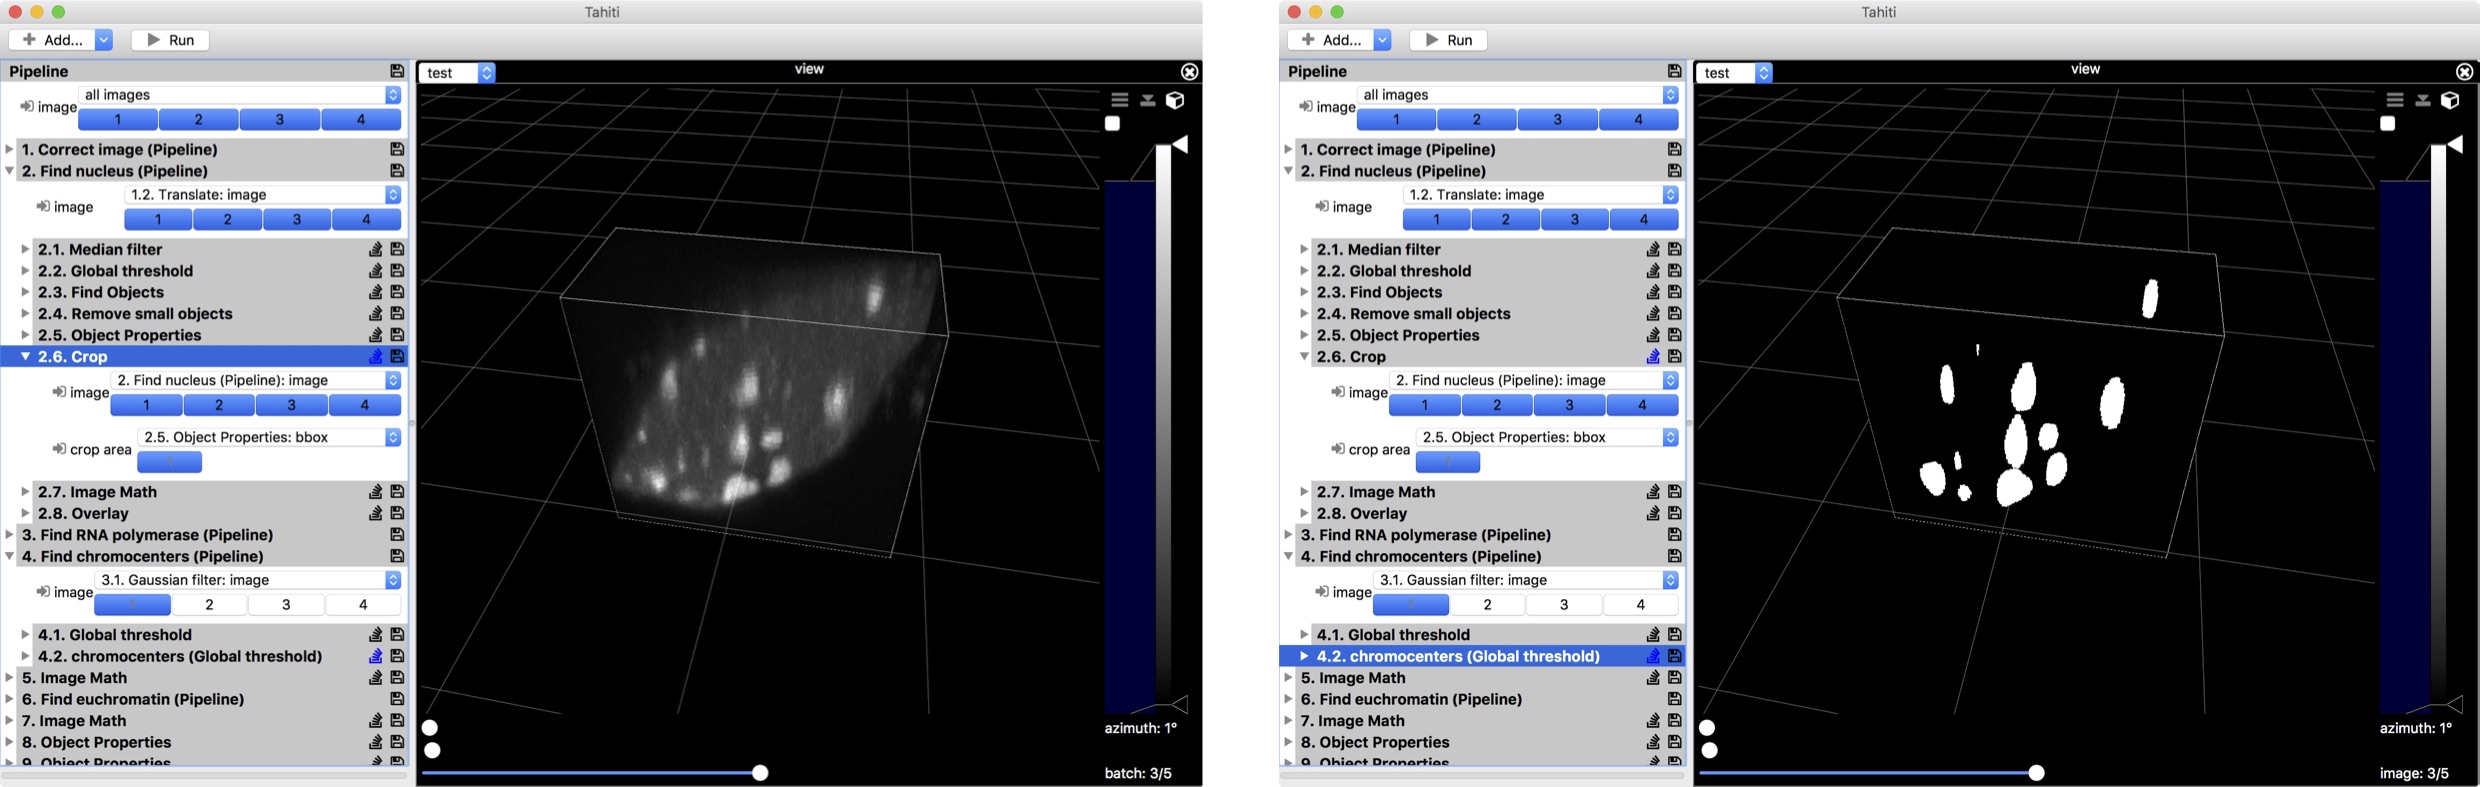 Tahiti
Add...
Run
Pipeline
image
all images
1 2 3 4
1. Correct image (Pipeline)
2. Find nucleus (Pipeline)
image
1.2. Translate: image
1 2 3 4
2.1. Median filter
2.2. Global threshold
2.3. Find Objects
2.4. Remove small objects
2.5. Object Properties
2.6. Crop
image
2. Find nucleus (Pipeline): image
1 2 3 4
crop area
2.5. Object Properties: bbox
1
2.7. Image Math
2.8. Overlay
3. Find RNA polymerase (Pipeline)
4. Find chromocenters (Pipeline)
image
3.1. Gaussian filter: image
1 2 3 4
4.1. Global threshold
4.2. chromocenters (Global threshold)
5. Image Math
6. Find euchromatin (Pipeline)
7. Image Math
8. Object Properties
9. Object Properties
test
view
azimuth: 1°
batch: 3/5
Tahiti
Add...
Run
Pipeline
image
all images
1 2 3 4
1. Correct image (Pipeline)
2. Find nucleus (Pipeline)
image
1.2. Translate: image
1 2 3 4
2.1. Median filter
2.2. Global threshold
2.3. Find Objects
2.4. Remove small objects
2.5. Object Properties
2.6. Crop
image
2. Find nucleus (Pipeline): image
1 2 3 4
crop area
2.5. Object Properties: bbox
1
2.7. Image Math
2.8. Overlay
3. Find RNA polymerase (Pipeline)
4. Find chromocenters (Pipeline)
image
3.1. Gaussian filter: image
1 2 3 4
4.1. Global threshold
4.2. chromocenters (Global threshold)
5. Image Math
6. Find euchromatin (Pipeline)
7. Image Math
8. Object Properties
9. Object Properties
test
view
azimuth: 1°
image: 3/5